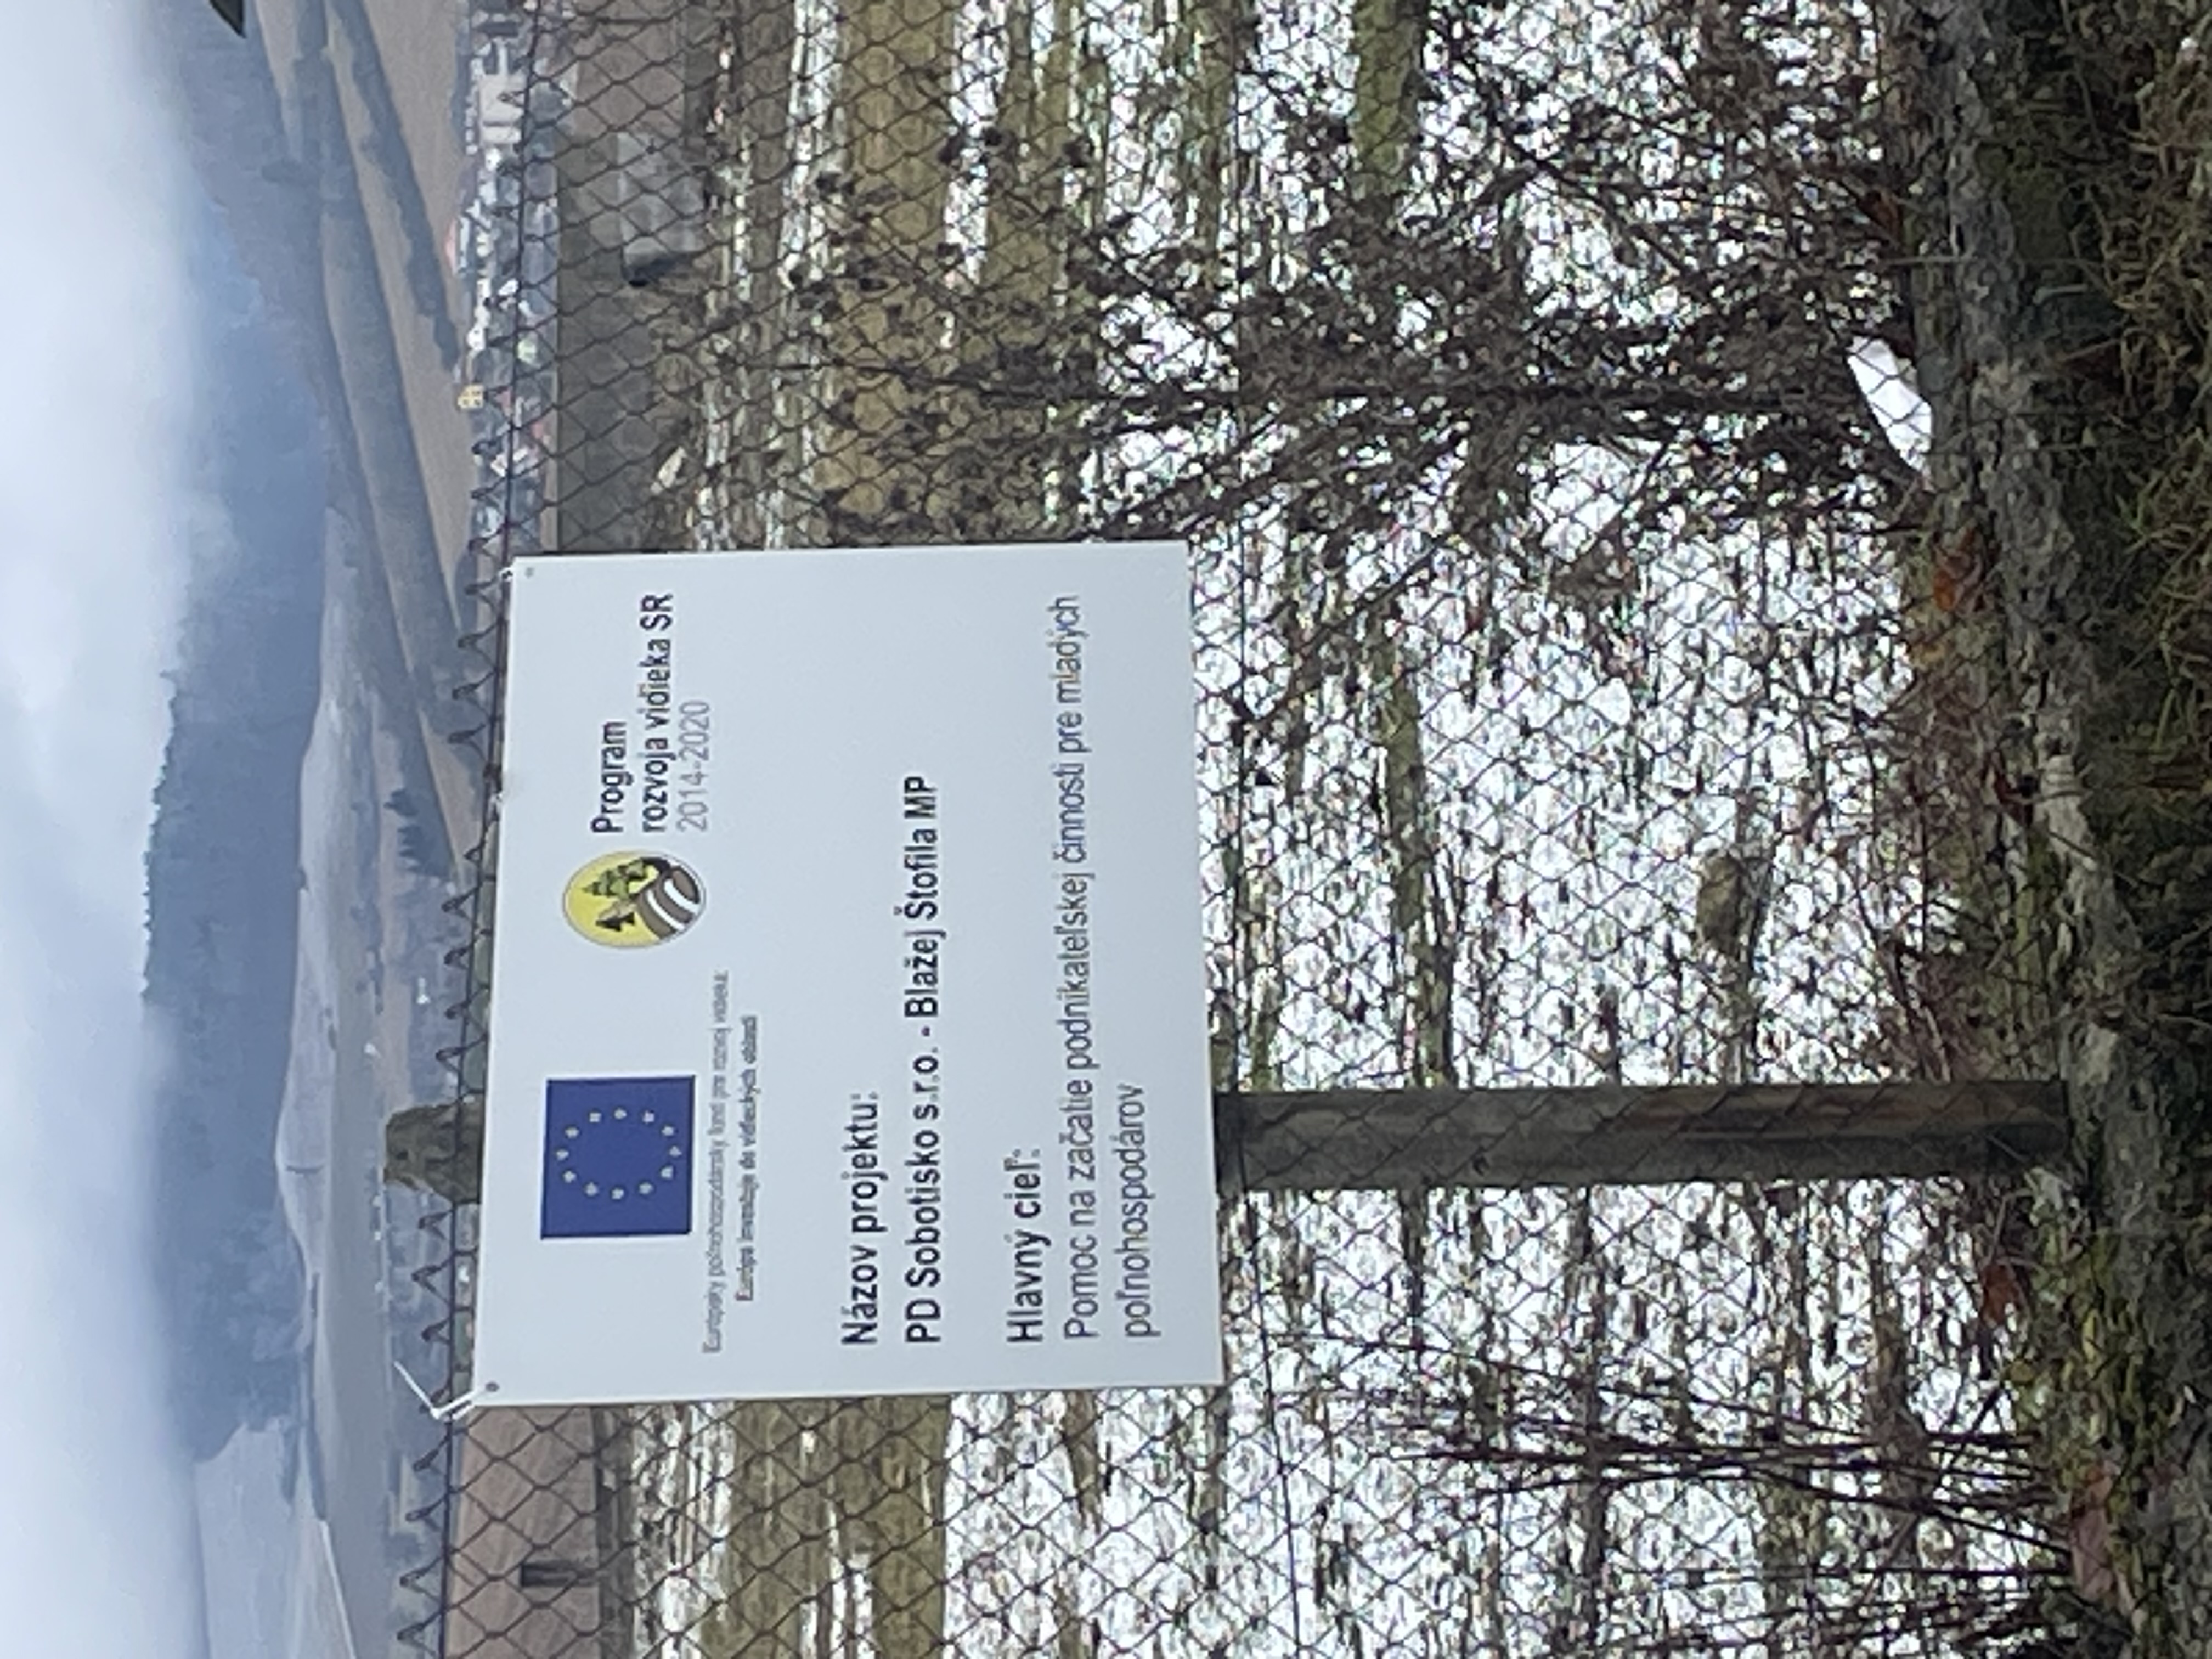 Program
rozvoja vidieka SR
2014-2020
Európsky poľnohospodársky fond pre rozvoj vidieka:
Európa investuje do vidieckych oblastí
Názov projektu:
PD Sobotisko s.r.o. - Blažej Štofila MP
Hlavný cieľ:
Pomoc na začatie podnikateľskej činnosti pre mladých
poľnohospodárov